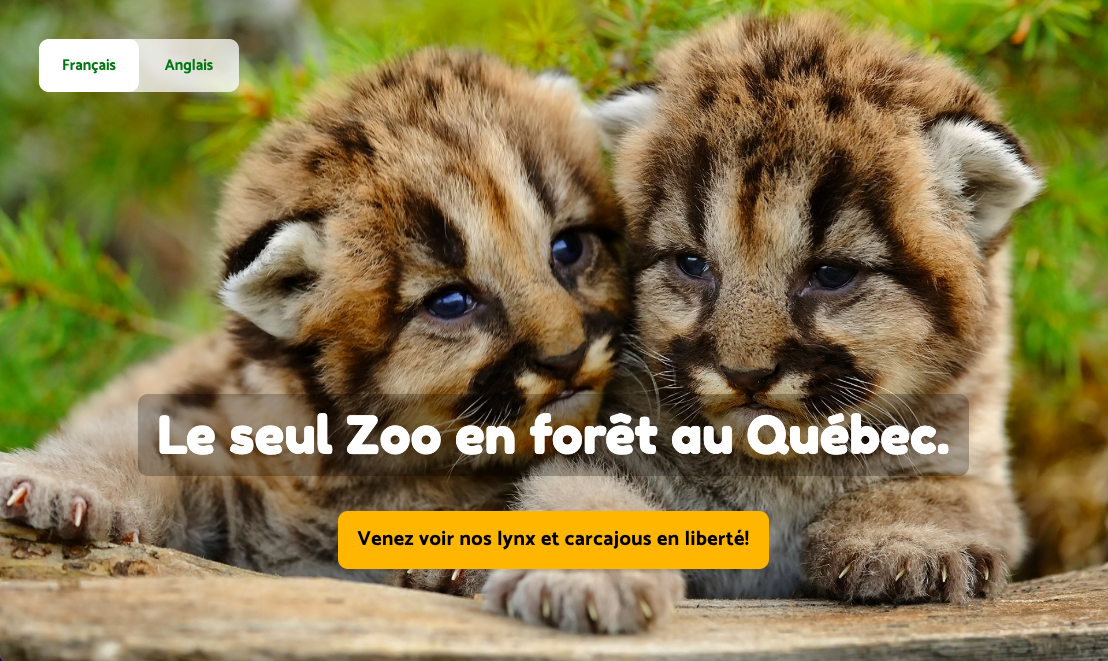 Français Anglais
Le seul Zoo en forêt au Québec.
Venez voir nos lynx et carcajous en liberté!